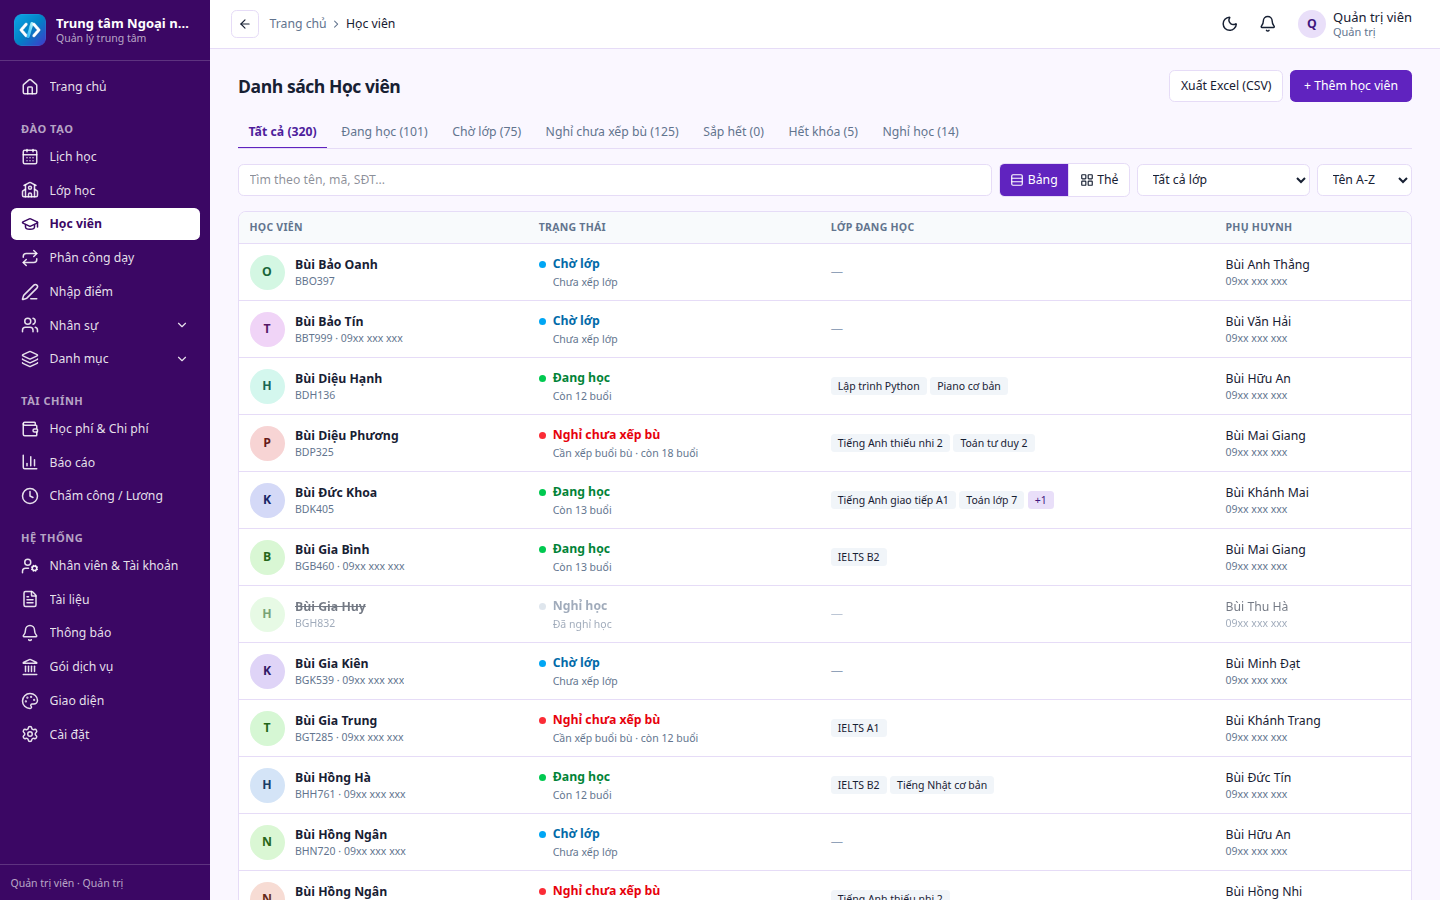 Trung tâm Ngoại n...
Quản lý trung tâm
Trang chủ
ĐÀO TẠO
Lịch học
Lớp học
Học viên
Phân công dạy
Nhập điểm
Nhân sự
Danh mục
TÀI CHÍNH
Học phí & Chi phí
Báo cáo
Chấm công / Lương
HỆ THỐNG
Nhân viên & Tài khoản
Tài liệu
Thông báo
Gói dịch vụ
Giao diện
Cài đặt
Quản trị viên · Quản trị
Trang chủ > Học viên
Q
Quản trị viên
Quản trị
Danh sách Học viên
Xuất Excel (CSV)
+ Thêm học viên
Tất cả (320) Đang học (101) Chờ lớp (75) Nghỉ chưa xếp bù (125) Sắp hết (0) Hết khóa (5) Nghỉ học (14)
Tìm theo tên, mã, SĐT...
Bảng Thẻ Tất cả lớp Tên A-Z
HỌC VIÊN TRẠNG THÁI LỚP ĐANG HỌC PHỤ HUYNH
O Bùi Bảo Oanh Chờ lớp — Bùi Anh Thắng
BBO397 Chưa xếp lớp 09xx xxx xxx
T Bùi Bảo Tín Chờ lớp — Bùi Văn Hải
BBT999 · 09xx xxx xxx Chưa xếp lớp 09xx xxx xxx
H Bùi Diệu Hạnh Đang học Lập trình Python Piano cơ bản Bùi Hữu An
BDH136 Còn 12 buổi 09xx xxx xxx
P Bùi Diệu Phương Nghỉ chưa xếp bù Tiếng Anh thiếu nhi 2 Toán tư duy 2 Bùi Mai Giang
BDP325 Cần xếp buổi bù · còn 18 buổi 09xx xxx xxx
K Bùi Đức Khoa Đang học Tiếng Anh giao tiếp A1 Toán lớp 7 +1 Bùi Khánh Mai
BDK405 Còn 13 buổi 09xx xxx xxx
B Bùi Gia Bình Đang học IELTS B2 Bùi Mai Giang
BGB460 · 09xx xxx xxx Còn 13 buổi 09xx xxx xxx
H Bùi Gia Huy Nghỉ học — Bùi Thu Hà
BGH832 Đã nghỉ học 09xx xxx xxx
K Bùi Gia Kiên Chờ lớp — Bùi Minh Đạt
BGK539 · 09xx xxx xxx Chưa xếp lớp 09xx xxx xxx
T Bùi Gia Trung Nghỉ chưa xếp bù IELTS A1 Bùi Khánh Trang
BGT285 · 09xx xxx xxx Cần xếp buổi bù · còn 12 buổi 09xx xxx xxx
H Bùi Hồng Hà Đang học IELTS B2 Tiếng Nhật cơ bản Bùi Đức Tín
BHH761 · 09xx xxx xxx Còn 12 buổi 09xx xxx xxx
N Bùi Hồng Ngân Chờ lớp — Bùi Hữu An
BHN720 · 09xx xxx xxx Chưa xếp lớp 09xx xxx xxx
N Bùi Hồng Ngân Nghỉ chưa xếp bù Tiếng Anh thiếu nhi 2 Bùi Hồng Nhi